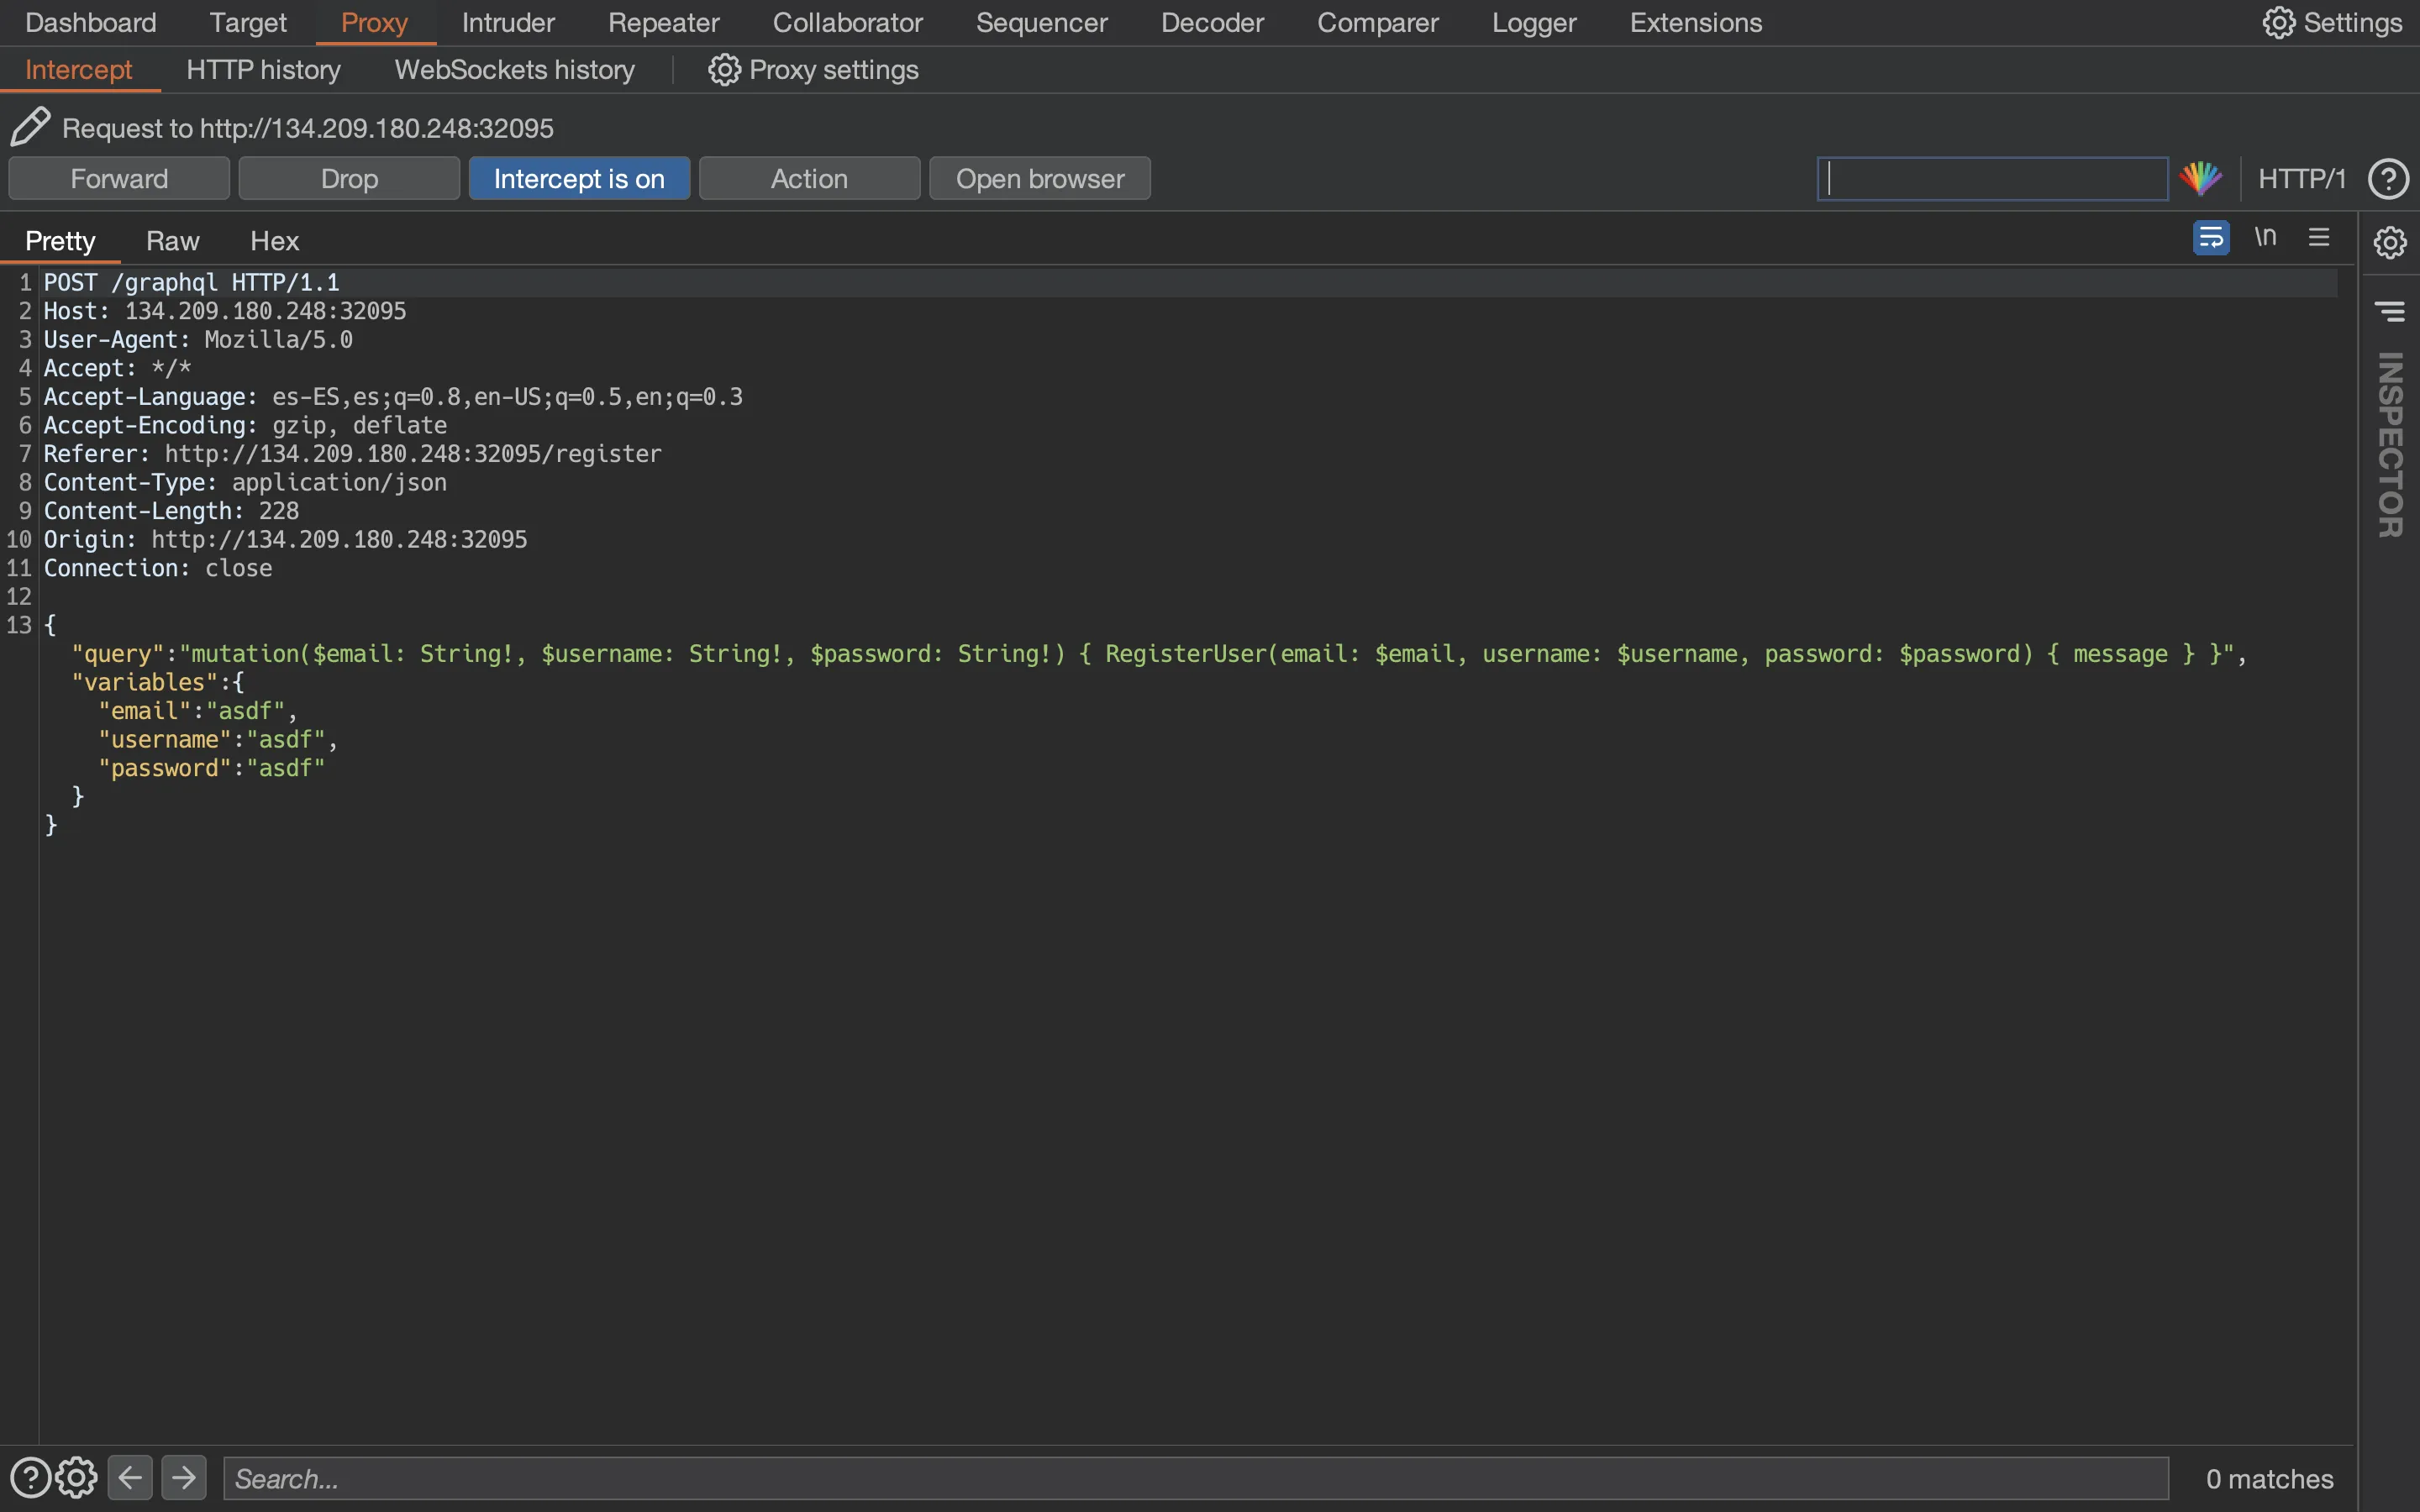 Dashboard Target Proxy Intruder Repeater Collaborator Sequencer Decoder Comparer Logger Extensions Settings
Intercept HTTP history WebSockets history Proxy settings
Request to http://134.209.180.248:32095
Forward Drop Intercept is on Action Open browser HTTP/1 ?
Pretty Raw Hex \n
1 POST /graphql HTTP/1.1
2 Host: 134.209.180.248:32095
3 User-Agent: Mozilla/5.0
4 Accept: */*
5 Accept-Language: es-ES,es;q=0.8,en-US;q=0.5,en;q=0.3
6 Accept-Encoding: gzip, deflate
7 Referer: http://134.209.180.248:32095/register
8 Content-Type: application/json
9 Content-Length: 228
10 Origin: http://134.209.180.248:32095
11 Connection: close
12
13 {
"query":"mutation($email: String!, $username: String!, $password: String!) { RegisterUser(email: $email, username: $username, password: $password) { message } }",
"variables":{
"email":"asdf",
"username":"asdf",
"password":"asdf"
}
}
INSPECTOR
? Search... 0 matches